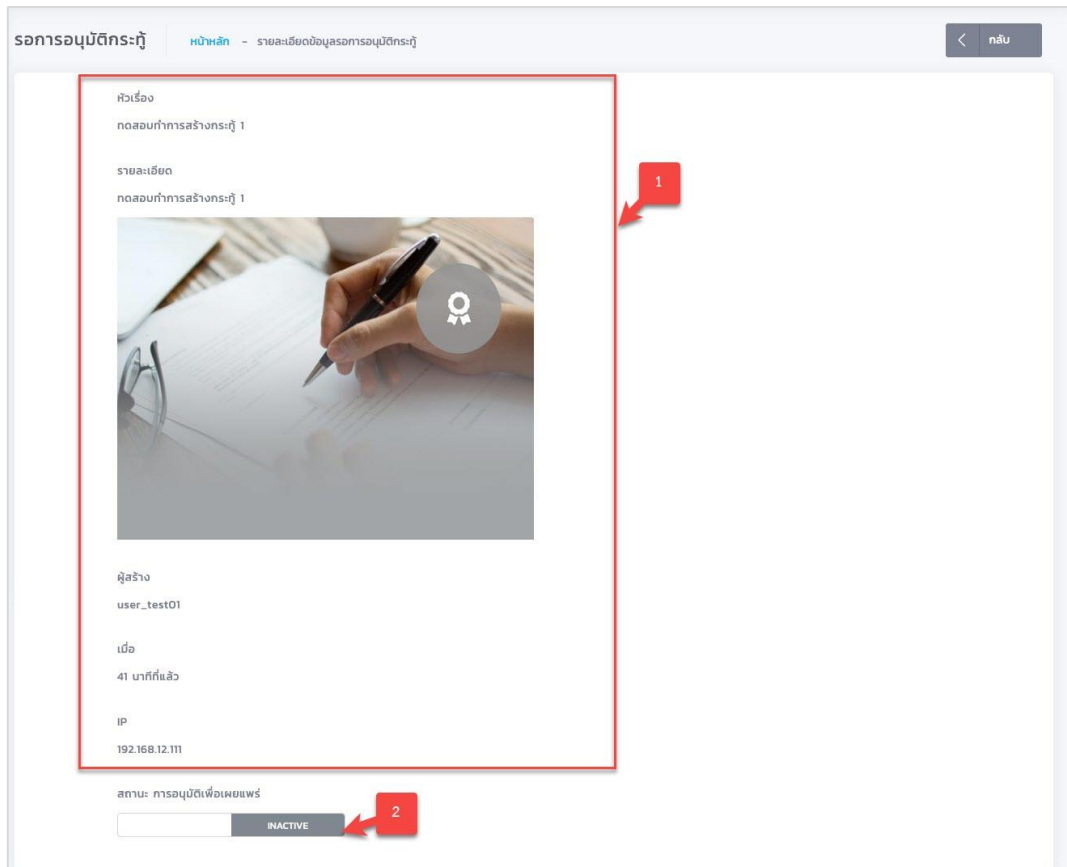 รอการอนุมัติกระทู้
หน้าหลัก - รายละเอียดข้อมูลรอการอนุมัติกระทู้
กลับ
หัวเรื่อง
ทดสอบทำการสร้างกระทู้ 1
รายละเอียด
ทดสอบทำการสร้างกระทู้ 1
1
ผู้สร้าง
user_test01
เมื่อ
41 นาทีที่แล้ว
IP
192.168.12.111
สถานะ การอนุมัติเพื่อเผยแพร่
INACTIVE
2